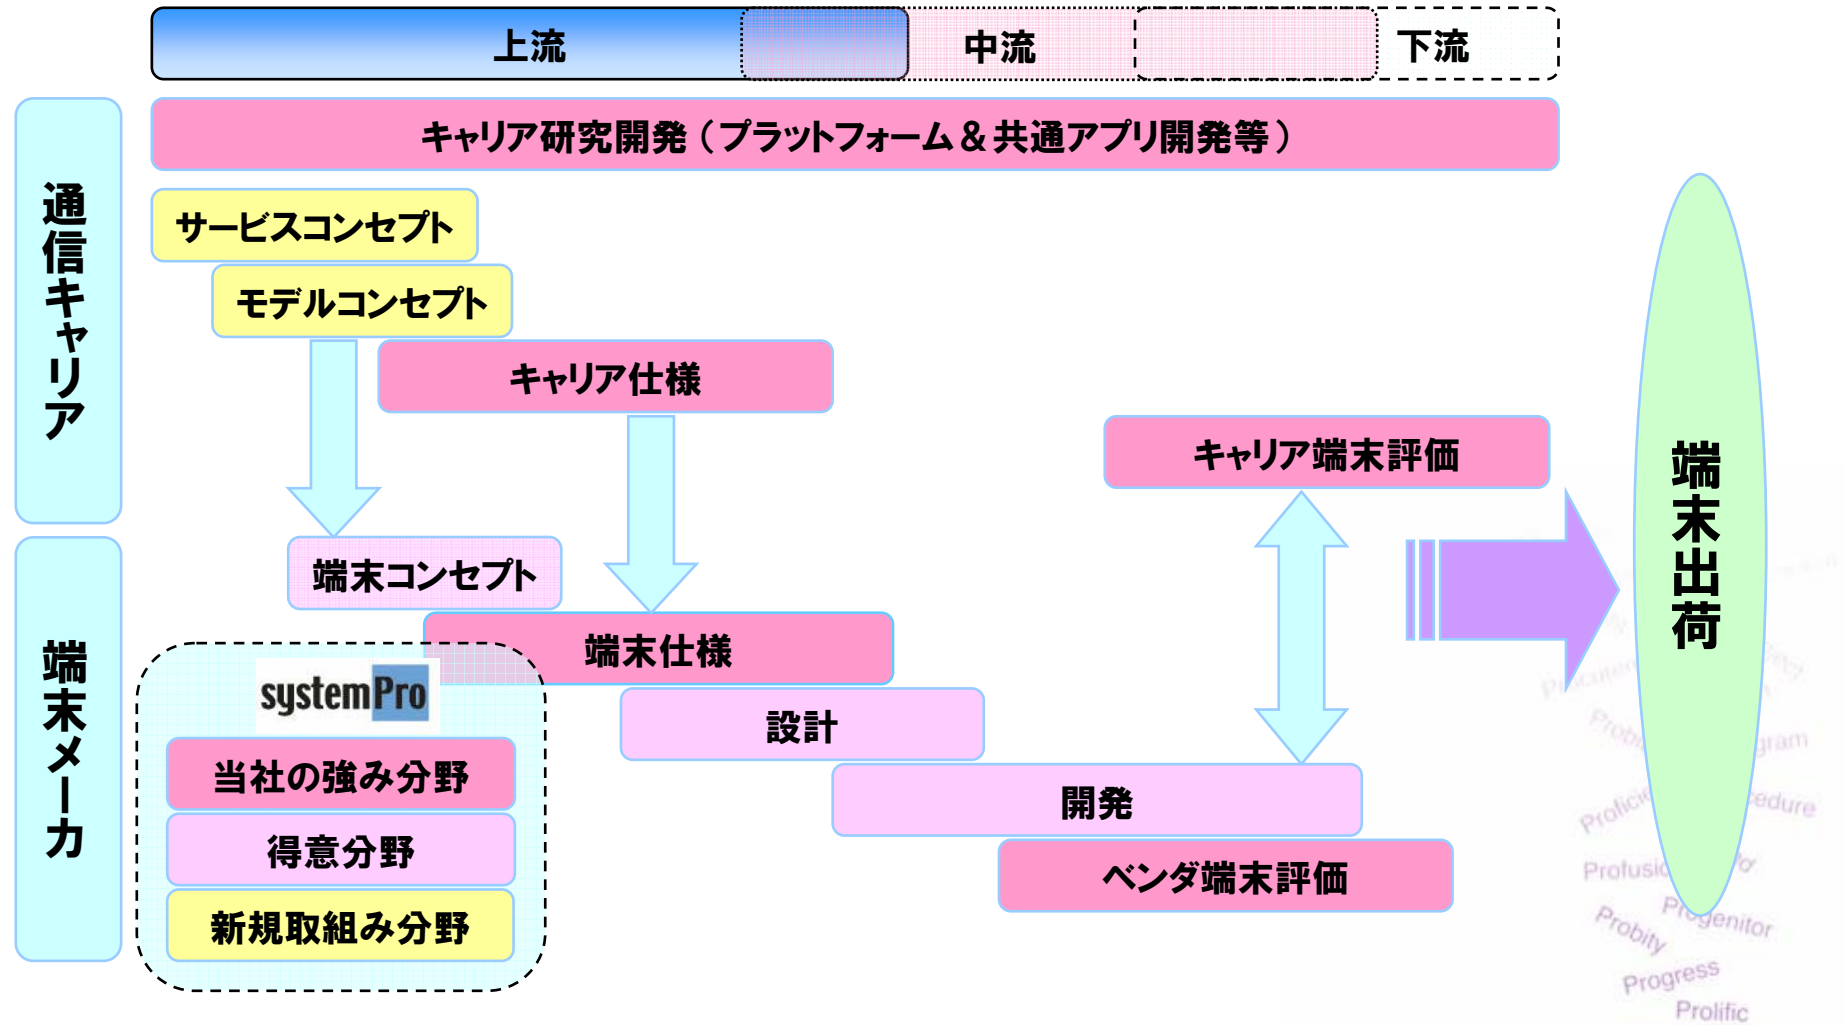 上流
中流
下流
通信キャリア
キャリア研究開発（プラットフォーム＆共通アプリ開発等）
サービスコンセプト
モデルコンセプト
キャリア仕様
キャリア端末評価
端末出荷
端末メーカ
端末コンセプト
端末仕様
systemPro
設計
当社の強み分野
開発
得意分野
ベンダ端末評価
新規取組み分野
Probity
Progenitor
Progress
Prolific